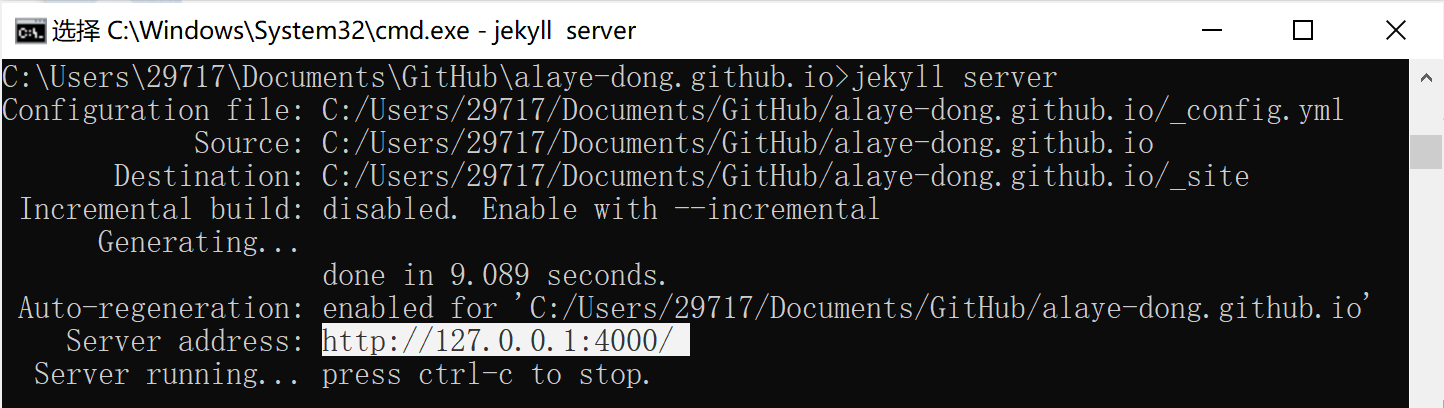 选择 C:\Windows\System32\cmd.exe - jekyll  server
C:\Users\29717\Documents\GitHub\alaye-dong.github.io>jekyll server
Configuration file: C:/Users/29717/Documents/GitHub/alaye-dong.github.io/_config.yml
Source: C:/Users/29717/Documents/GitHub/alaye-dong.github.io
Destination: C:/Users/29717/Documents/GitHub/alaye-dong.github.io/_site
Incremental build: disabled. Enable with --incremental
Generating...
done in 9.089 seconds.
Auto-regeneration: enabled for 'C:/Users/29717/Documents/GitHub/alaye-dong.github.io'
Server address: http://127.0.0.1:4000/
Server running... press ctrl-c to stop.